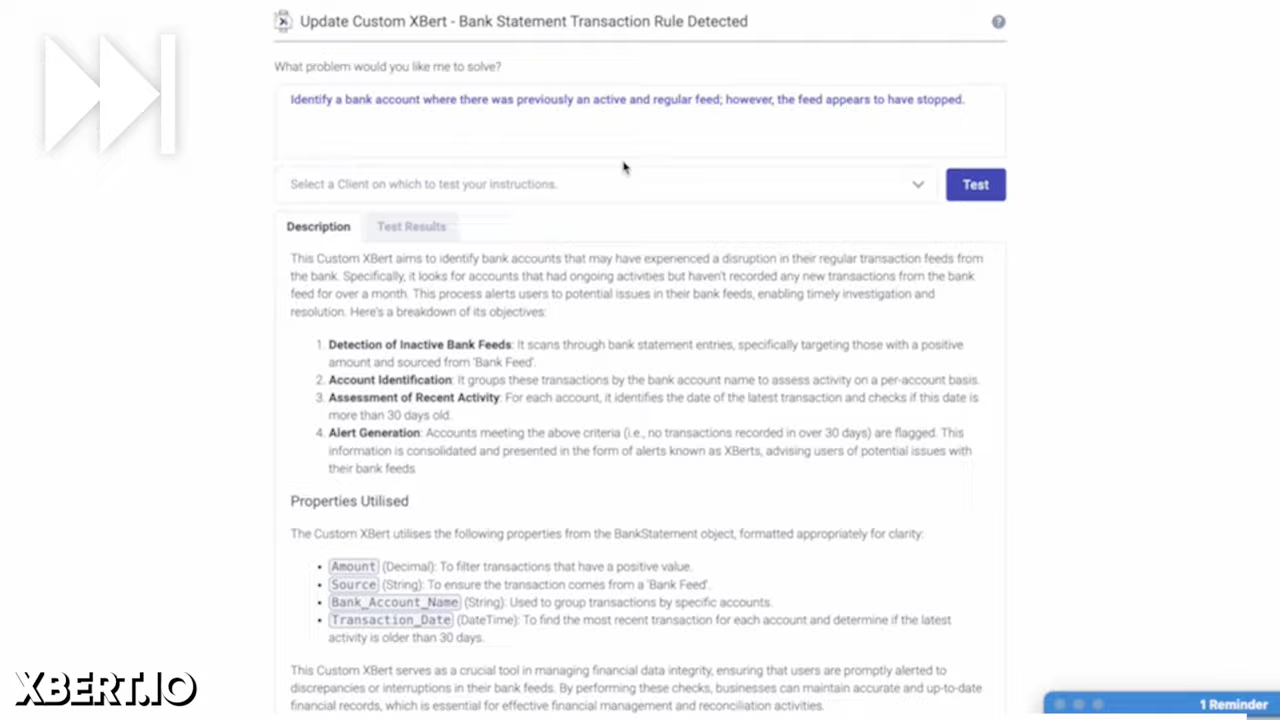 Update Custom XBert - Bank Statement Transaction Rule Detected
?
What problem would you like me to solve?
Identify a bank account where there was previously an active and regular feed; however, the feed appears to have stopped.
Select a Client on which to test your instructions.
Test
Description
Test Results
This Custom XBert aims to identify bank accounts that may have experienced a disruption in their regular transaction feeds from
the bank. Specifically, it looks for accounts that had ongoing activities but haven't recorded any new transactions from the bank
feed for over a month. This process alerts users to potential issues in their bank feeds, enabling timely investigation and
resolution. Here's a breakdown of its objectives:
1. Detection of Inactive Bank Feeds: It scans through bank statement entries, specifically targeting those with a positive
amount and sourced from 'Bank Feed'.
2. Account Identification: It groups these transactions by the bank account name to assess activity on a per-account basis.
3. Assessment of Recent Activity: For each account, it identifies the date of the latest transaction and checks if this date is
more than 30 days old.
4. Alert Generation: Accounts meeting the above criteria (i.e., no transactions recorded in over 30 days) are flagged. This
information is consolidated and presented in the form of alerts known as XBerts, advising users of potential issues with
their bank feeds.
Properties Utilised
The Custom XBert utilises the following properties from the BankStatement object, formatted appropriately for clarity:
• Amount (Decimal): To filter transactions that have a positive value.
• Source (String): To ensure the transaction comes from a 'Bank Feed'.
• Bank_Account_Name (String): Used to group transactions by specific accounts.
• Transaction_Date (DateTime): To find the most recent transaction for each account and determine if the latest
activity is older than 30 days.
This Custom XBert serves as a crucial tool in managing financial data integrity, ensuring that users are promptly alerted to
discrepancies or interruptions in their bank feeds. By performing these checks, businesses can maintain accurate and up-to-date
financial records, which is essential for effective financial management and reconciliation activities.
XBERT.IO
1 Reminder